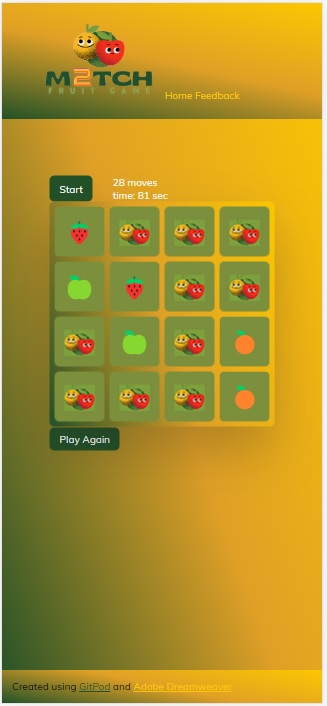 M2TCH
FRUIT GAME
Home Feedback
Start
28 moves
time: 81 sec
Play Again
Created using GitPod and Adobe Dreamweaver